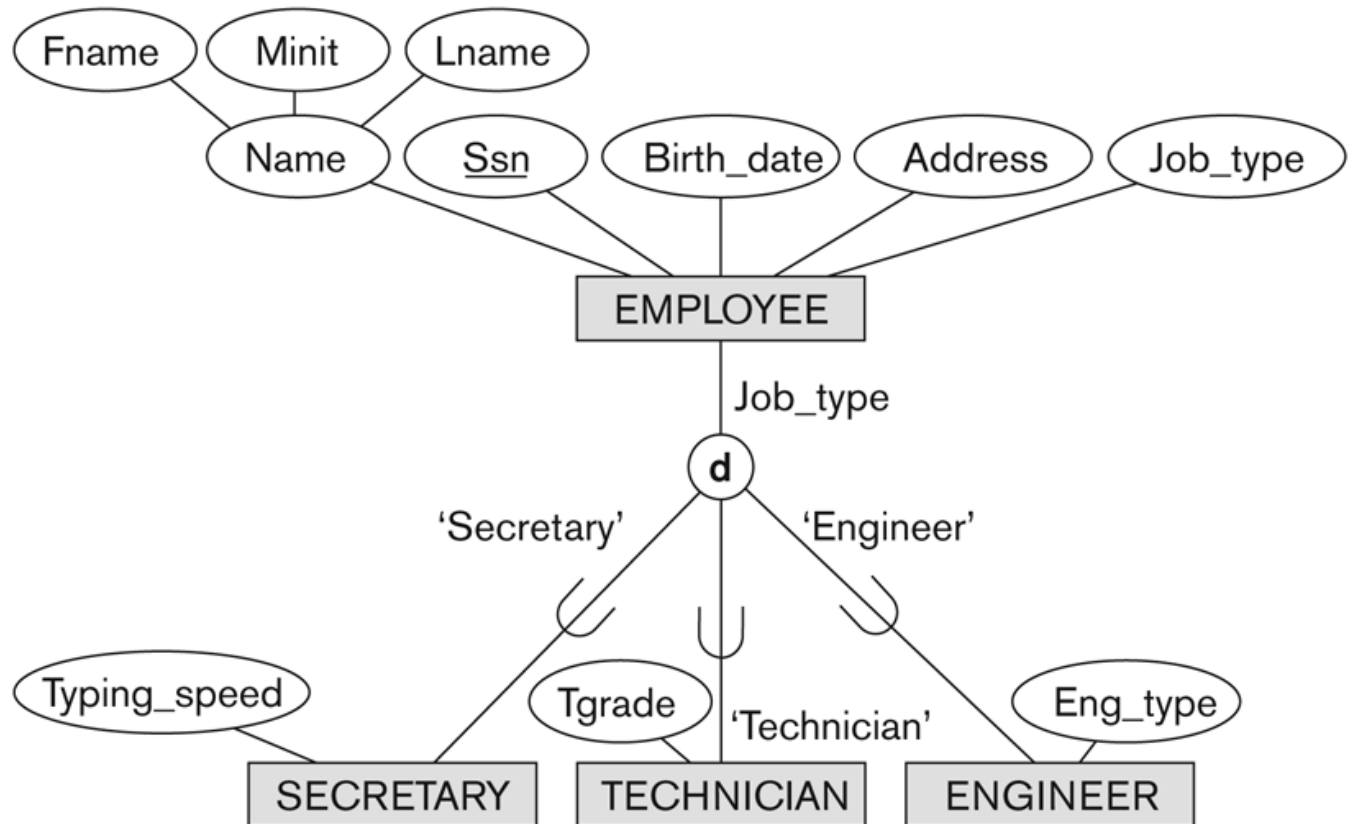 Fname
Minit
Lname
Name
Ssn
Birth_date
Address
Job_type
EMPLOYEE
Job_type
d
‘Secretary’
‘Engineer’
Typing_speed
Tgrade
‘Technician’
Eng_type
SECRETARY
TECHNICIAN
ENGINEER